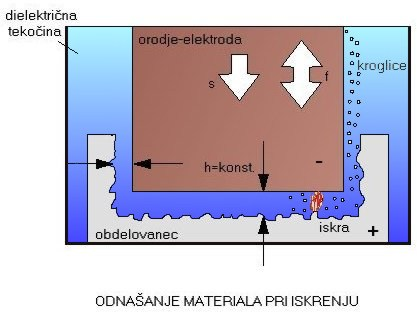 dielektrična
tekočina
orodje-elektroda
kroglice
s
f
h=konst.
-
obdelovanec
iskra
+
ODNAŠANJE MATERIALA PRI ISKRENJU